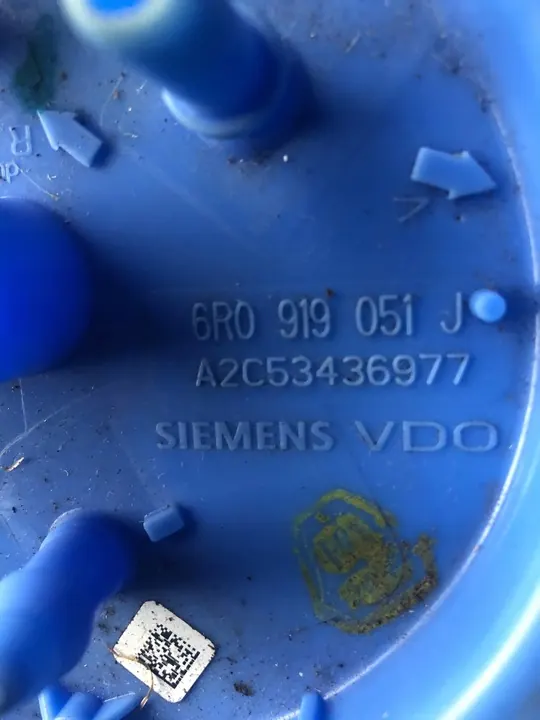 R
6R0 919 051 J
A2C53436977
SIEMENS VDO